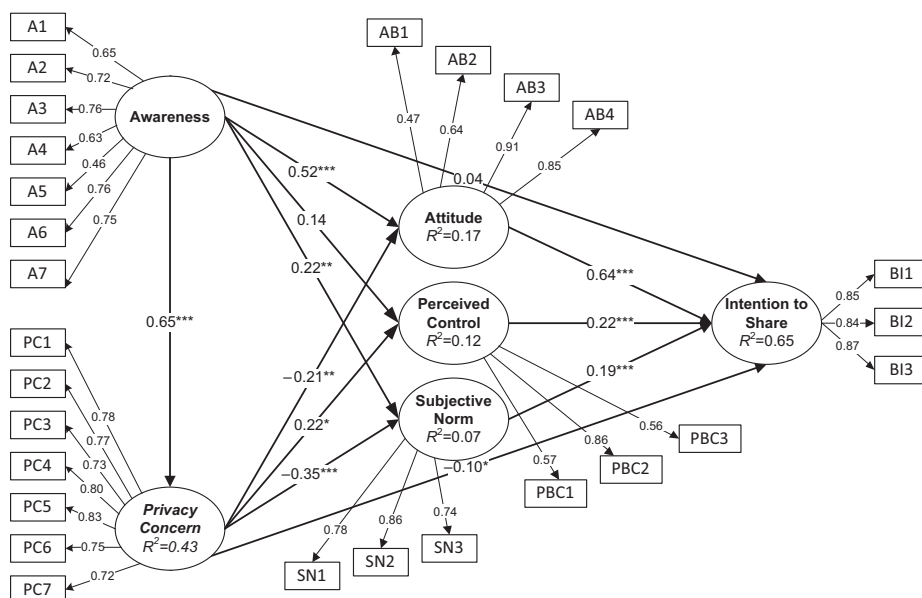 A1
A2
A3
A4
A5
A6
A7
0.65
0.72
0.76
0.63
0.46
0.76
0.75
Awareness
AB1
AB2
AB3
AB4
0.47
0.64
0.91
0.85
0.52***
0.14
0.22**
0.04
Attitude
R²=0.17
0.65***
Perceived
Control
R²=0.12
0.64***
0.22***
0.19***
Intention to
Share
R²=0.65
0.85
0.84
0.87
BI1
BI2
BI3
−0.21**
0.22*
−0.35***
−0.10*
Subjective
Norm
R²=0.07
0.57
0.86
0.56
PBC1
PBC2
PBC3
PC1
PC2
PC3
PC4
PC5
PC6
PC7
0.78
0.77
0.73
0.80
0.83
0.75
0.72
Privacy
Concern
R²=0.43
0.78
0.86
0.74
SN1
SN2
SN3